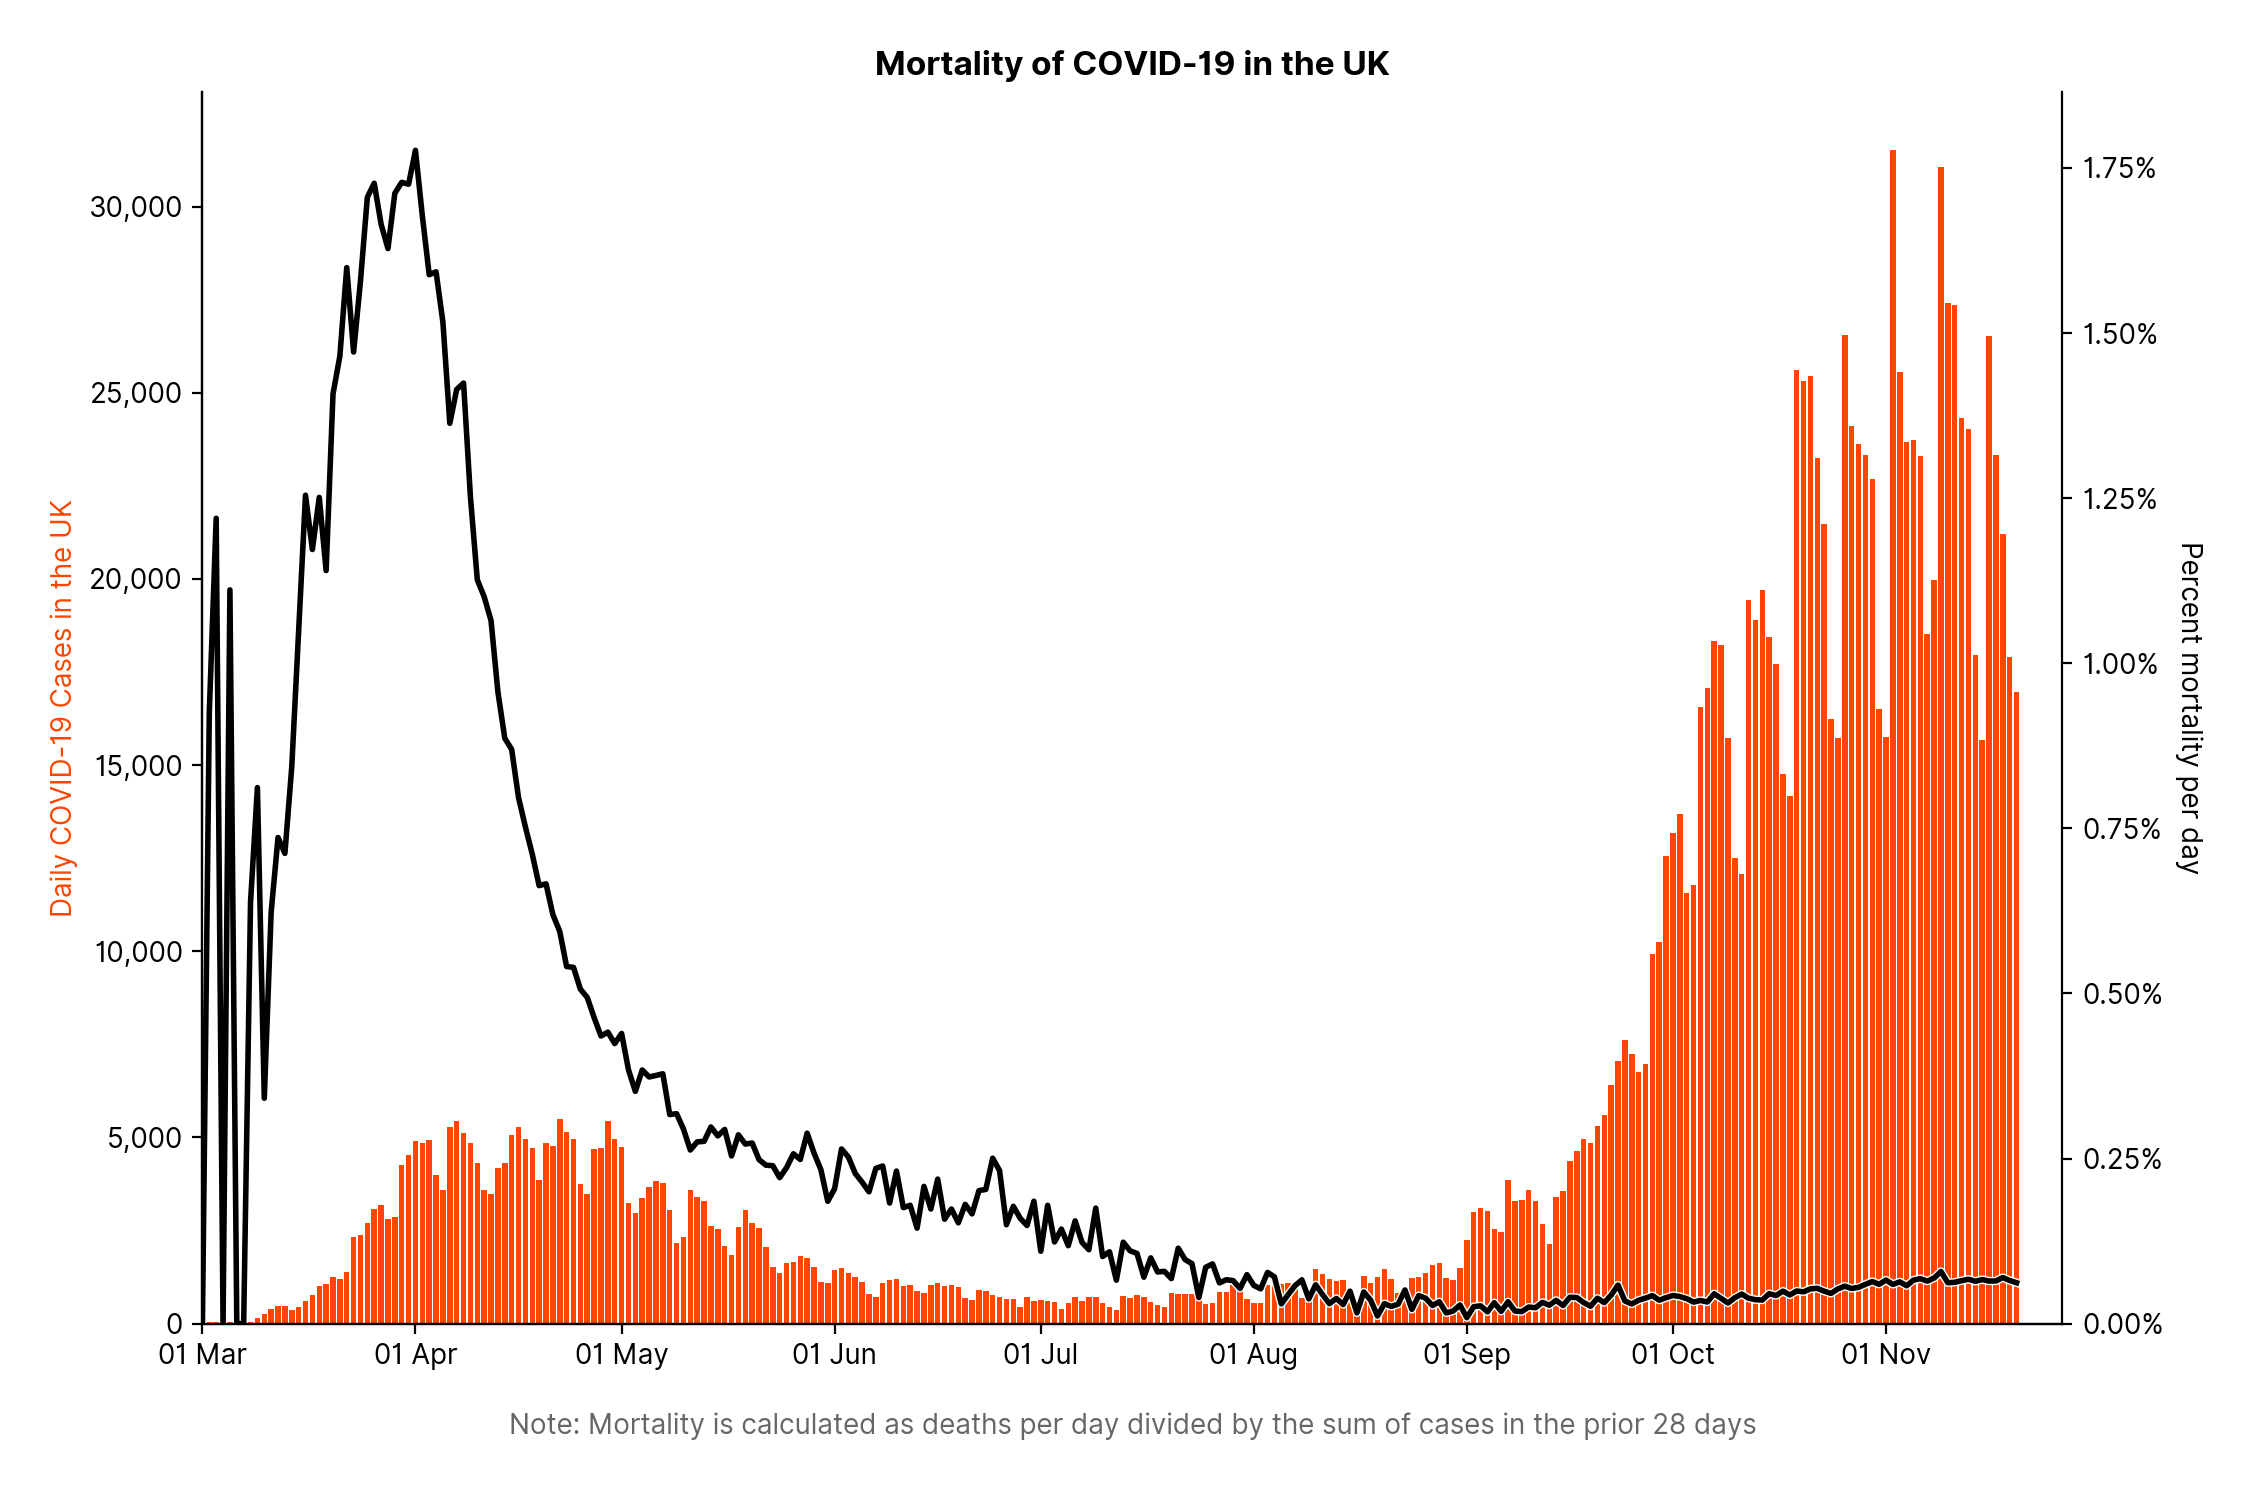 Mortality of COVID-19 in the UK
Daily COVID-19 Cases in the UK
30,000
25,000
20,000
15,000
10,000
5,000
0
1.75%
1.50%
1.25%
1.00%
0.75%
0.50%
0.25%
0.00%
Percent mortality per day
01 Mar
01 Apr
01 May
01 Jun
01 Jul
01 Aug
01 Sep
01 Oct
01 Nov
Note: Mortality is calculated as deaths per day divided by the sum of cases in the prior 28 days